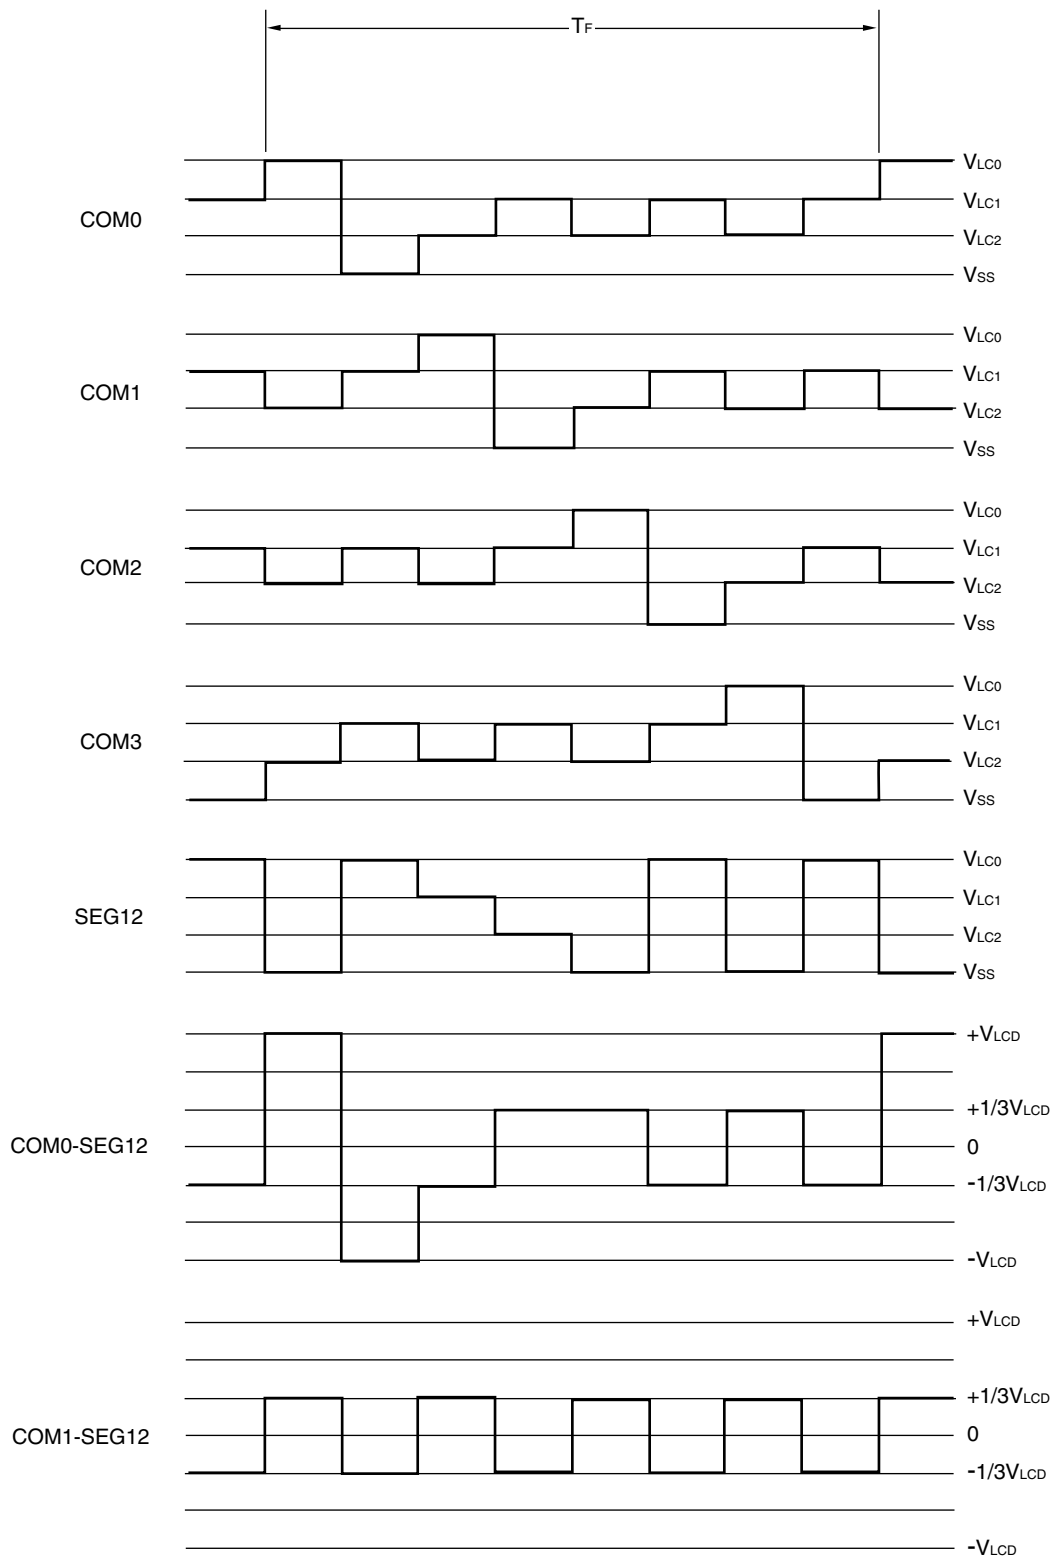 TF
VLC0
VLC1
COM0
VLC2
VSS
VLC0
VLC1
COM1
VLC2
VSS
VLC0
VLC1
COM2
VLC2
VSS
VLC0
VLC1
COM3
VLC2
VSS
VLC0
VLC1
SEG12
VLC2
VSS
+VLCD
+1/3VLCD
COM0-SEG12
0
-1/3VLCD
-VLCD
+VLCD
+1/3VLCD
COM1-SEG12
0
-1/3VLCD
-VLCD